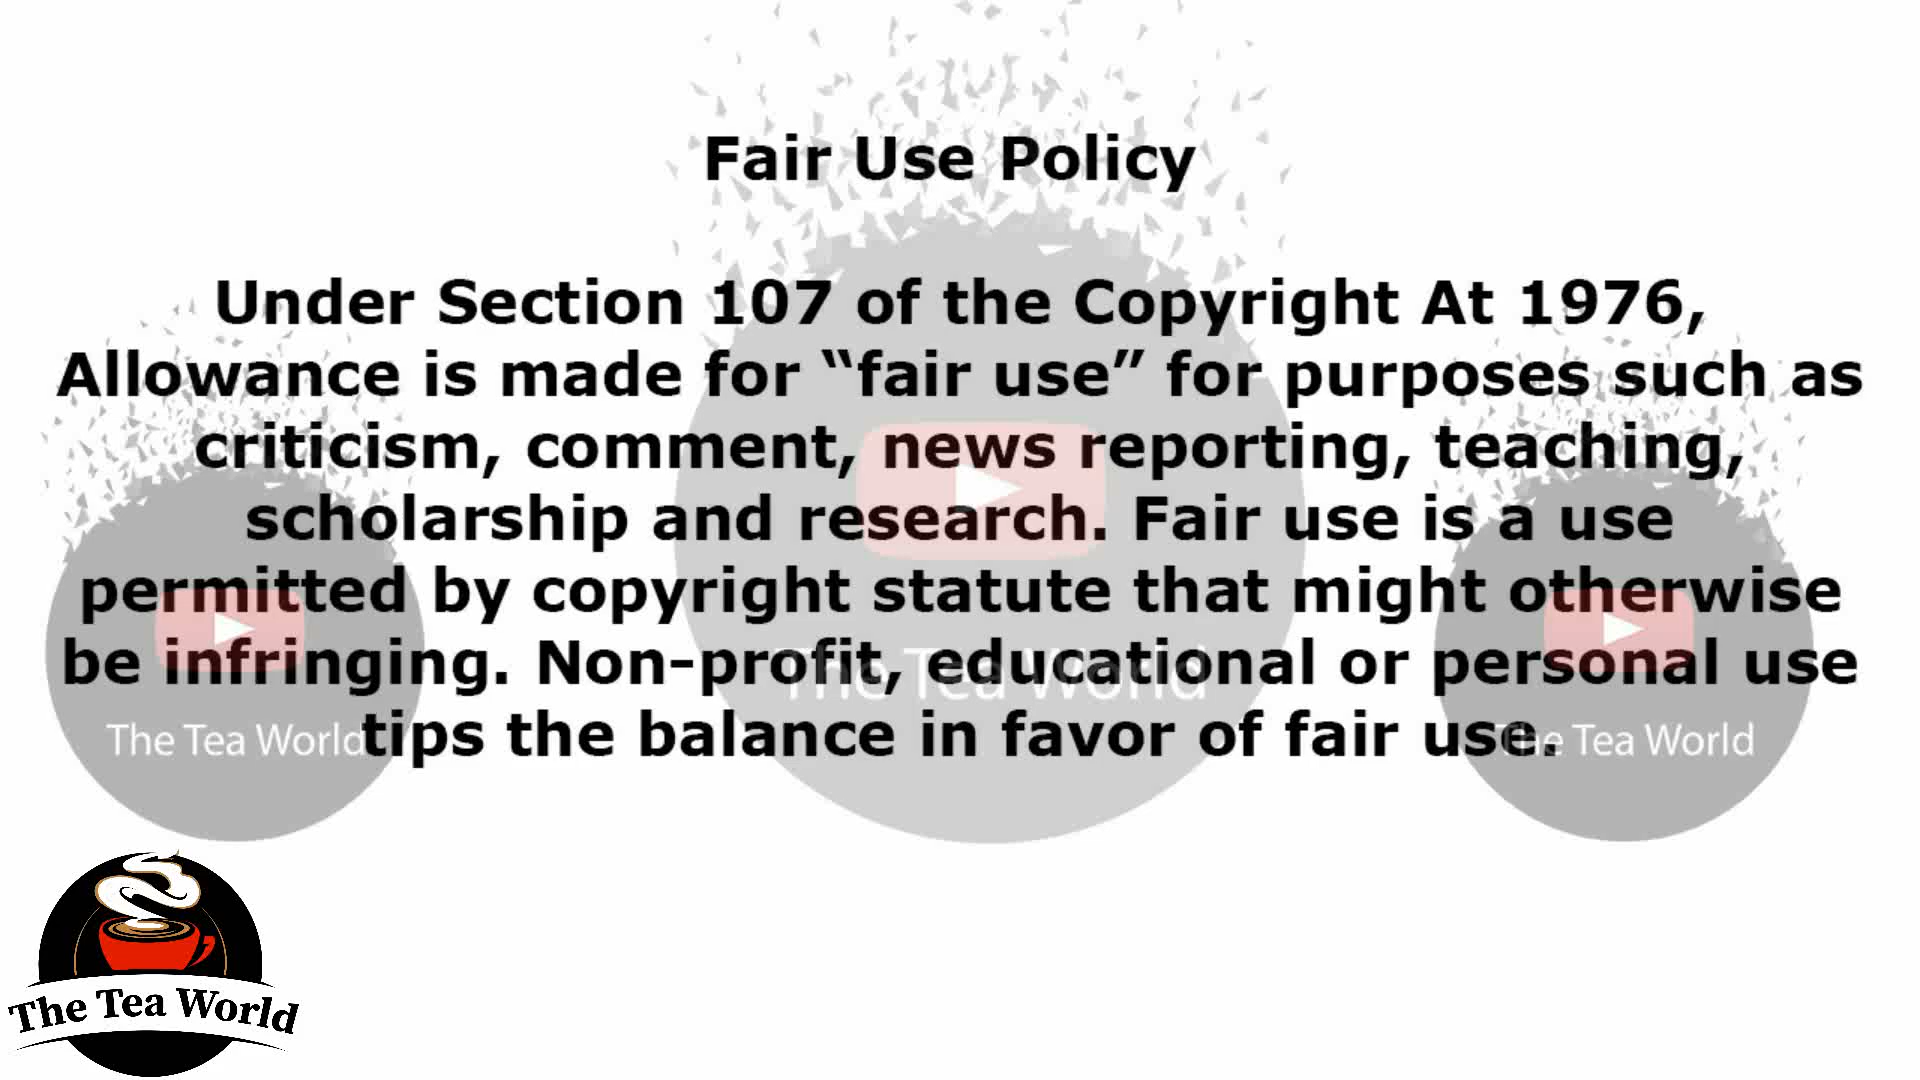 Fair Use Policy
Under Section 107 of the Copyright At 1976,
Allowance is made for “fair use” for purposes such as
criticism, comment, news reporting, teaching,
scholarship and research. Fair use is a use
permitted by copyright statute that might otherwise
be infringing. Non-profit, educational or personal use
tips the balance in favor of fair use.
The Tea World
The Tea World
The Tea World
The Tea World